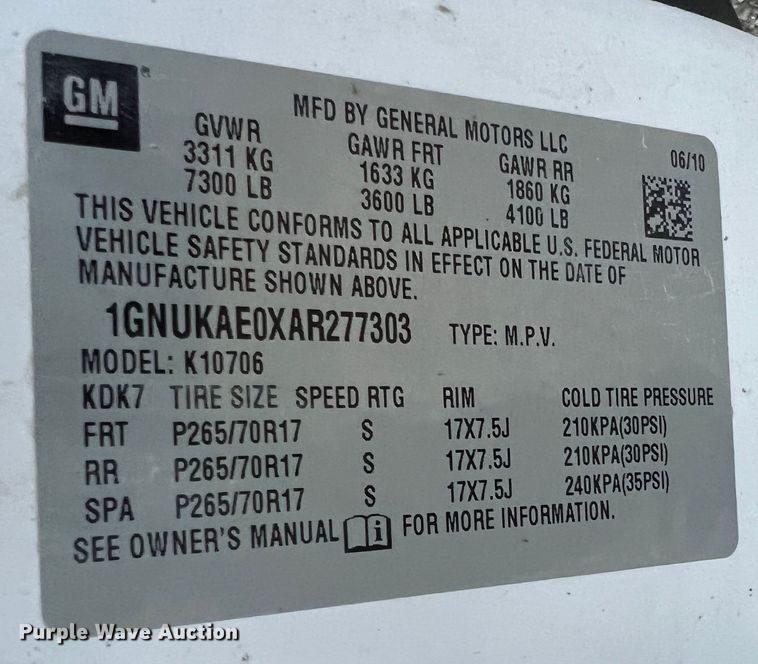 GM
MFD BY GENERAL MOTORS LLC
06/10
GVWR GAWR FRT GAWR RR
3311 KG 1633 KG 1860 KG
7300 LB 3600 LB 4100 LB
THIS VEHICLE CONFORMS TO ALL APPLICABLE U.S. FEDERAL MOTOR
VEHICLE SAFETY STANDARDS IN EFFECT ON THE DATE OF
MANUFACTURE SHOWN ABOVE.
1GNUKAE0XAR277303 TYPE: M.P.V.
MODEL: K10706
KDK7 TIRE SIZE SPEED RTG RIM COLD TIRE PRESSURE
FRT P265/70R17 S 17X7.5J 210KPA(30PSI)
RR P265/70R17 S 17X7.5J 210KPA(30PSI)
SPA P265/70R17 S 17X7.5J 240KPA(35PSI)
SEE OWNER'S MANUAL i FOR MORE INFORMATION.
Purple Wave Auction